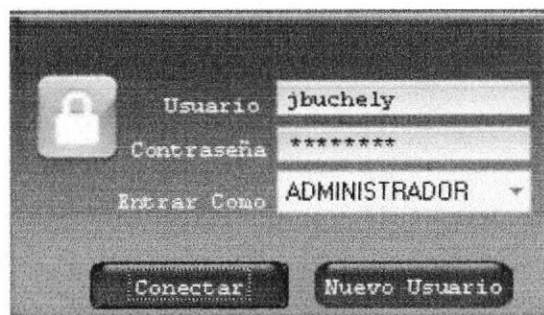 Usuario jbuchely
Contraseña ********
Entrar Como ADMINISTRADOR
Conectar Nuevo Usuario